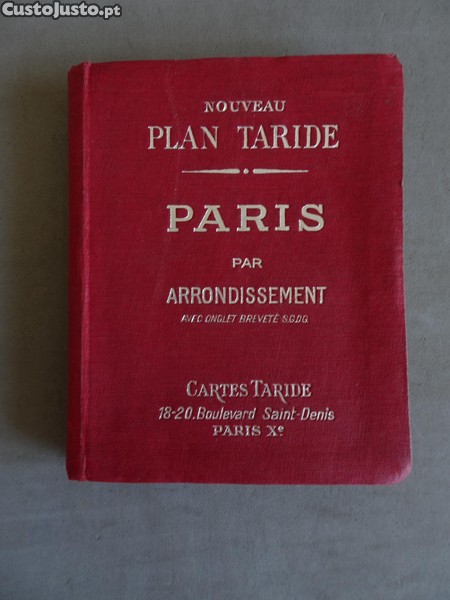 CustoJusto.pt
NOUVEAU
PLAN TARIDE
PARIS
PAR
ARRONDISSEMENT
AVEC ONGLET BREVETÉ S.G.D.G.
CARTES TARIDE
18-20. Boulevard Saint-Denis
PARIS Xe